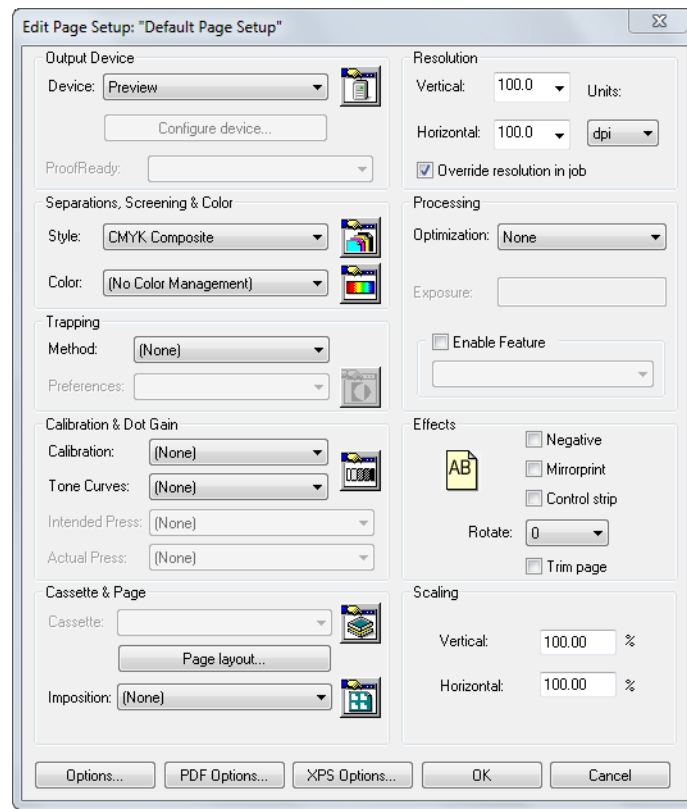 Edit Page Setup: "Default Page Setup"
Output Device
Device: Preview
Configure device...
ProofReady:
Separations, Screening & Color
Style: CMYK Composite
Color: (No Color Management)
Trapping
Method: (None)
Preferences:
Calibration & Dot Gain
Calibration: (None)
Tone Curves: (None)
Intended Press: (None)
Actual Press: (None)
Cassette & Page
Cassette:
Page layout...
Imposition: (None)
Resolution
Vertical: 100.0 Units:
Horizontal: 100.0 dpi
Override resolution in job
Processing
Optimization: None
Exposure:
Enable Feature
Effects
AB
Negative
Mirrorprint
Control strip
Rotate: 0
Trim page
Scaling
Vertical: 100.00 %
Horizontal: 100.00 %
Options... PDF Options... XPS Options... OK Cancel